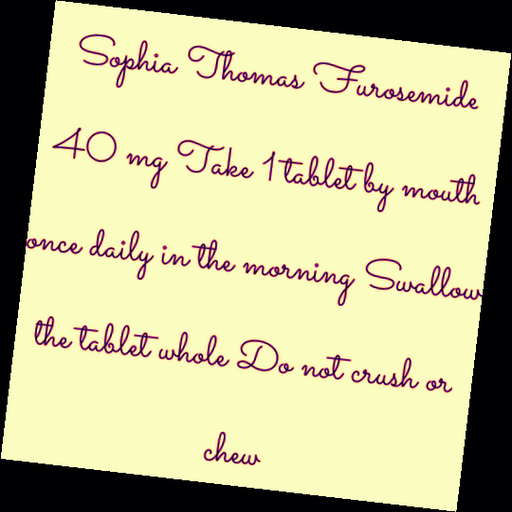 Sophia Thomas Furosemide
40 mg Take 1 tablet by mouth
once daily in the morning Swallow
the tablet whole Do not crush or
chew